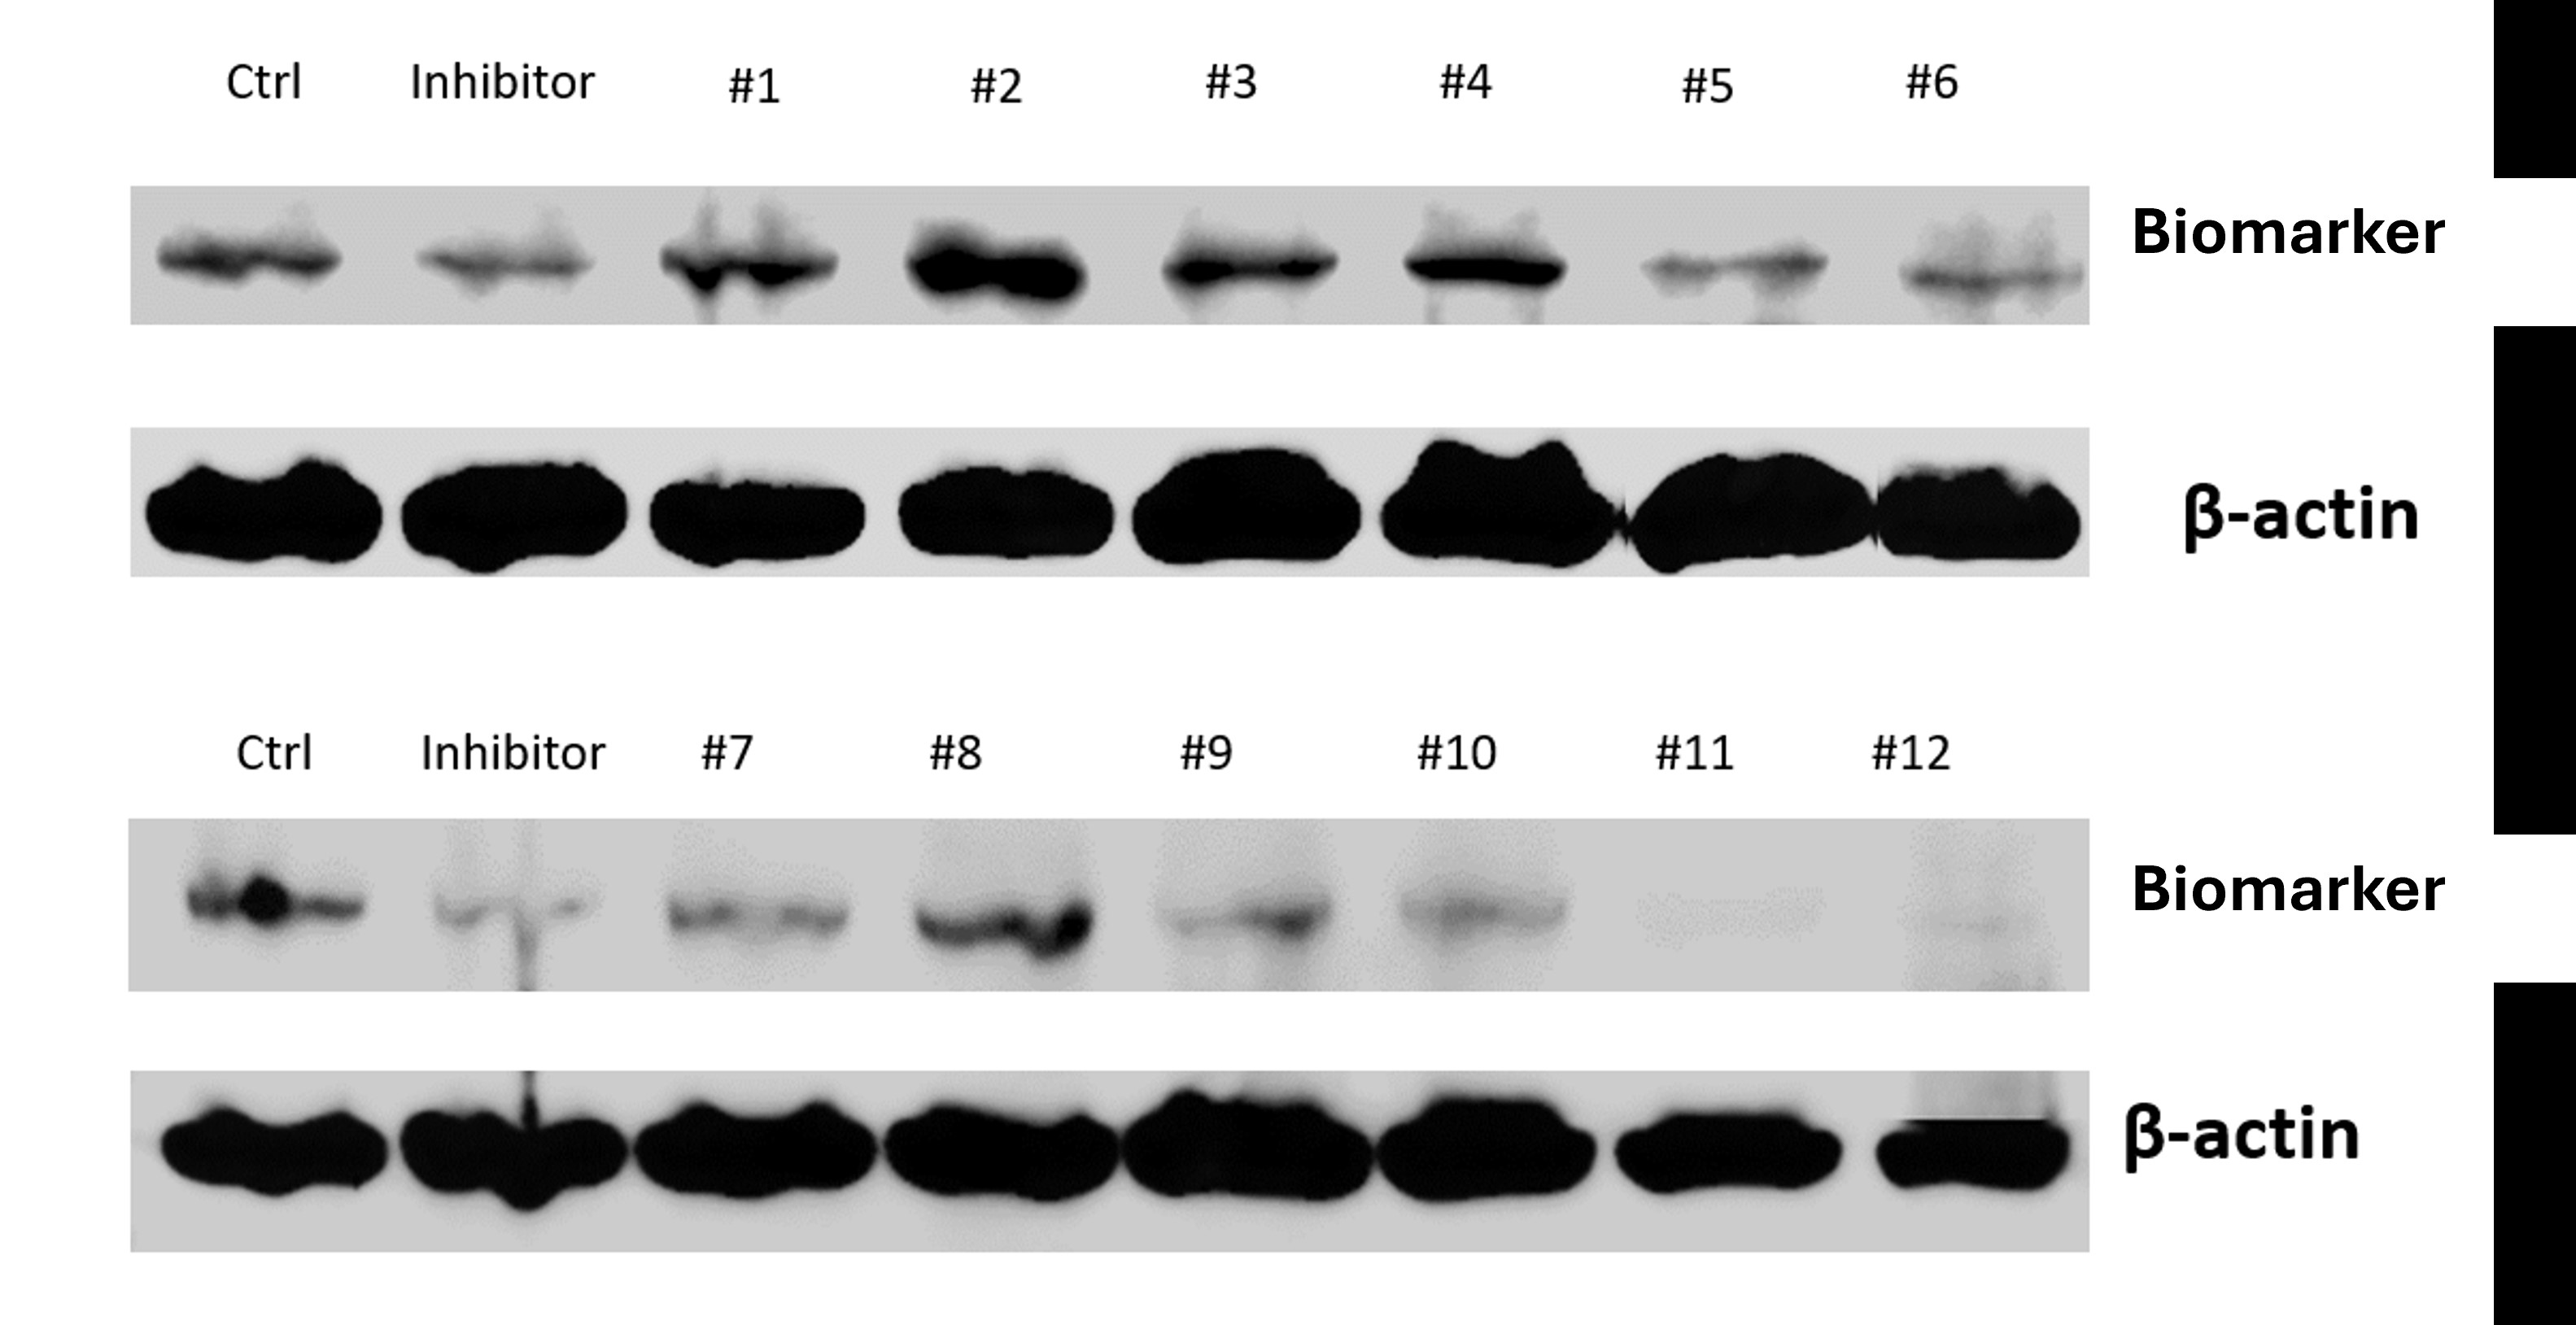 Ctrl Inhibitor #1 #2 #3 #4 #5 #6
Biomarker
β-actin
Ctrl Inhibitor #7 #8 #9 #10 #11 #12
Biomarker
β-actin